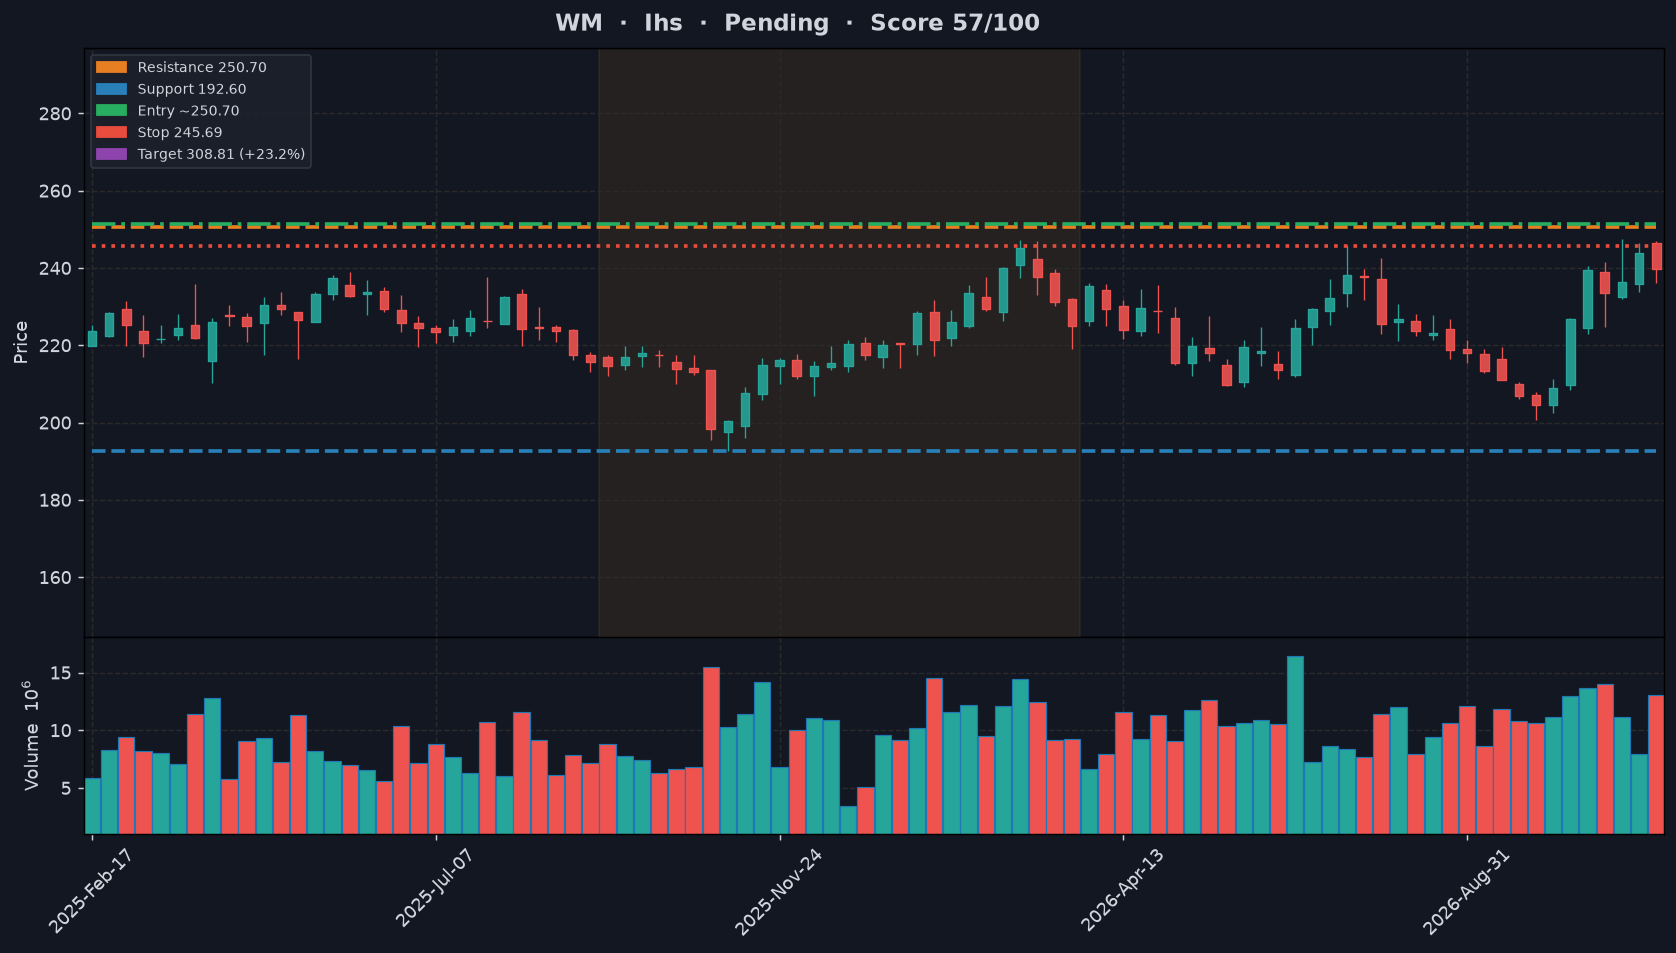 WM · Ihs · Pending · Score 57/100
Resistance 250.70
Support 192.60
Entry ~250.70
Stop 245.69
Target 308.81 (+23.2%)
Price
280
260
240
220
200
180
160
Volume 10⁶
15
10
5
2025-Feb-17
2025-Jul-07
2025-Nov-24
2026-Apr-13
2026-Aug-31